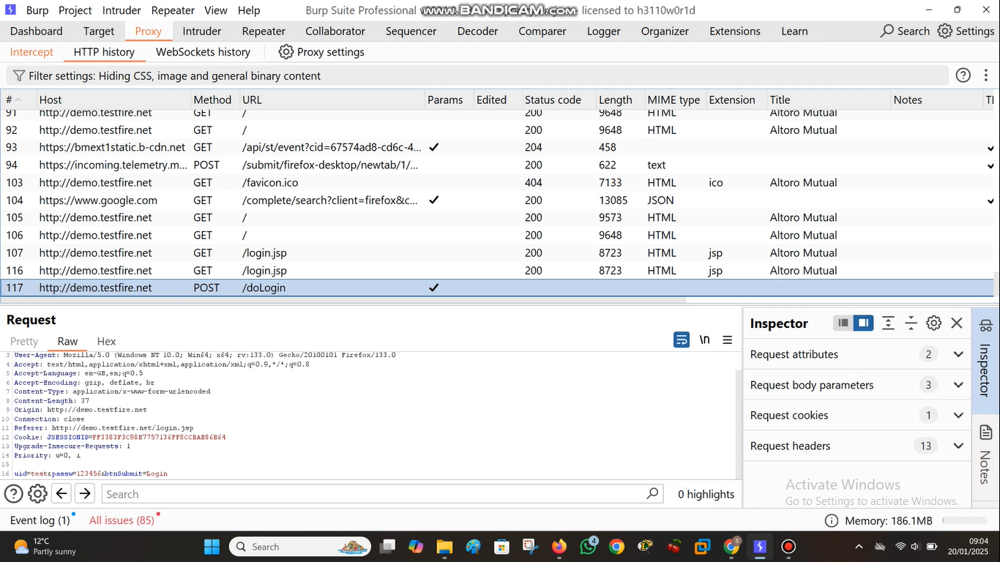 Burp Project Intruder Repeater View Help Burp Suite Professional www.BANDICAM.com - licensed to h3110w0r1d
Dashboard Target Proxy Intruder Repeater Collaborator Sequencer Decoder Comparer Logger Organizer Extensions Learn Search Settings
Intercept HTTP history WebSockets history Proxy settings
Filter settings: Hiding CSS, image and general binary content
# Host Method URL Params Edited Status code Length MIME type Extension Title Notes
91 http://demo.testfire.net GET / 200 9648 HTML Altoro Mutual
92 http://demo.testfire.net GET / 200 9648 HTML Altoro Mutual
93 https://bmext1static.b-cdn.net GET /api/st/event?cid=67574ad8-cd6c-4... ✓ 204 458 ✓
94 https://incoming.telemetry.m... POST /submit/firefox-desktop/newtab/1/... 200 622 text ✓
103 http://demo.testfire.net GET /favicon.ico 404 7133 HTML ico Altoro Mutual
104 https://www.google.com GET /complete/search?client=firefox&c... ✓ 200 13085 JSON ✓
105 http://demo.testfire.net GET / 200 9573 HTML Altoro Mutual
106 http://demo.testfire.net GET / 200 9648 HTML Altoro Mutual
107 http://demo.testfire.net GET /login.jsp 200 8723 HTML jsp Altoro Mutual
116 http://demo.testfire.net GET /login.jsp 200 8723 HTML jsp Altoro Mutual
117 http://demo.testfire.net POST /doLogin ✓
Request
Pretty Raw Hex
\n
3 User-Agent: Mozilla/5.0 (Windows NT 10.0; Win64; x64; rv:133.0) Gecko/20100101 Firefox/133.0
4 Accept: text/html,application/xhtml+xml,application/xml;q=0.9,*/*;q=0.8
5 Accept-Language: en-GB,en;q=0.5
6 Accept-Encoding: gzip, deflate, br
7 Content-Type: application/x-www-form-urlencoded
8 Content-Length: 37
9 Origin: http://demo.testfire.net
10 Connection: close
11 Referer: http://demo.testfire.net/login.jsp
12 Cookie: JSESSIONID=FF3383F3C98E7757136FF8CCBAE86B64
13 Upgrade-Insecure-Requests: 1
14 Priority: u=0, i
15
16 uid=test&passw=123456&btnSubmit=Login
Search 0 highlights
Inspector
Request attributes 2
Request body parameters 3
Request cookies 1
Request headers 13
Inspector
Notes
Activate Windows
Go to Settings to activate Windows.
Event log (1) All issues (85) Memory: 186.1MB
12°C
Partly sunny
Search
4
S
09:04
20/01/2025